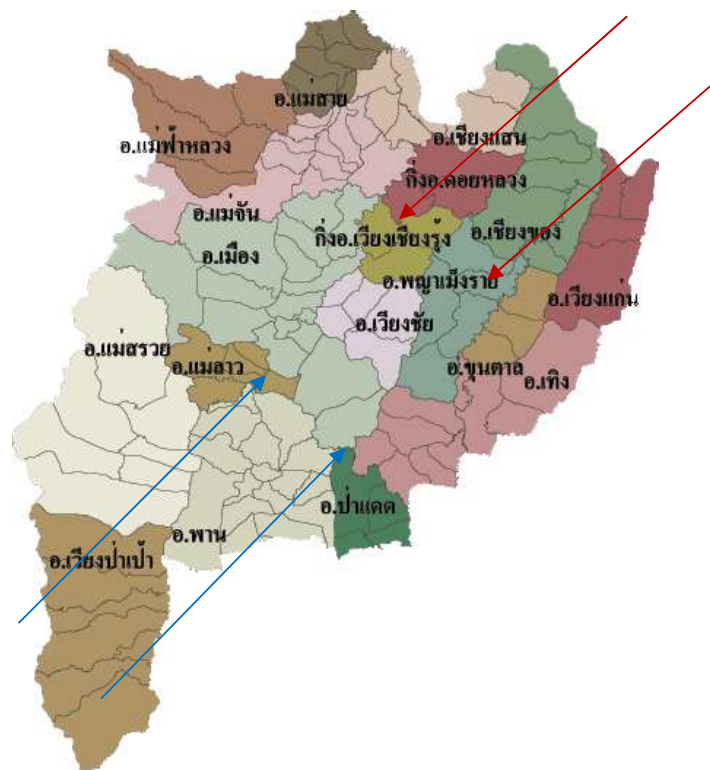 อ.แม่สาย
อ.เชียงแสน
อ.แม่ฟ้าหลวง
กิ่งอ.ดอยหลวง
อ.แม่จัน
กิ่งอ.เวียงเชียงรุ้ง
อ.เชียงของ
อ.เมือง
อ.พญาเม็งราย
อ.เวียงแก่น
อ.เวียงชัย
อ.แม่สรวย
อ.แม่ลาว
อ.ขุนตาล
อ.เทิง
อ.ป่าแดด
อ.พาน
อ.เวียงป่าเป้า